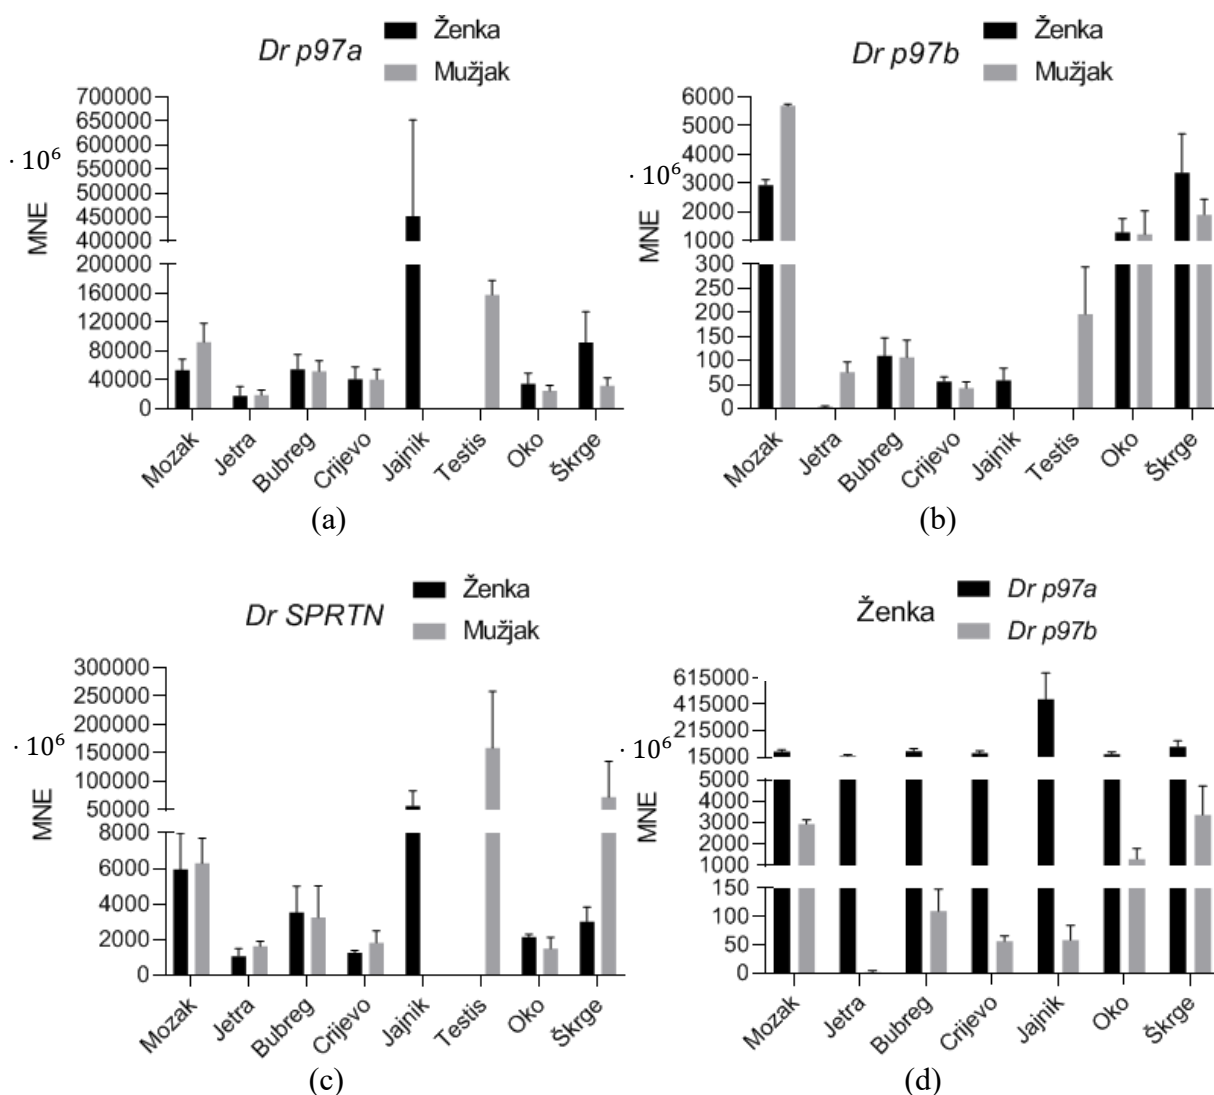 Dr p97a
Ženka
Mužjak
700000
650000
600000
550000
500000
450000
400000
200000
160000
120000
80000
40000
0
· 10⁶
MNE
Mozak
Jetra
Bubreg
Crijevo
Jajnik
Testis
Oko
Škrge
(a)
Dr p97b
Ženka
Mužjak
6000
5000
4000
3000
2000
1000
300
250
200
150
100
50
0
· 10⁶
MNE
Mozak
Jetra
Bubreg
Crijevo
Jajnik
Testis
Oko
Škrge
(b)
Dr SPRTN
Ženka
Mužjak
300000
250000
200000
150000
100000
50000
8000
6000
4000
2000
0
· 10⁶
MNE
Mozak
Jetra
Bubreg
Crijevo
Jajnik
Testis
Oko
Škrge
(c)
Ženka
Dr p97a
Dr p97b
615000
415000
215000
15000
5000
4000
3000
2000
1000
150
100
50
0
· 10⁶
MNE
Mozak
Jetra
Bubreg
Crijevo
Jajnik
Oko
Škrge
(d)